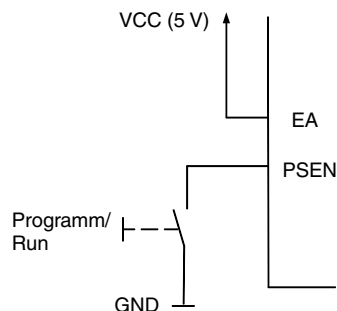 VCC (5 V)
EA
PSEN
Programm/
Run
GND